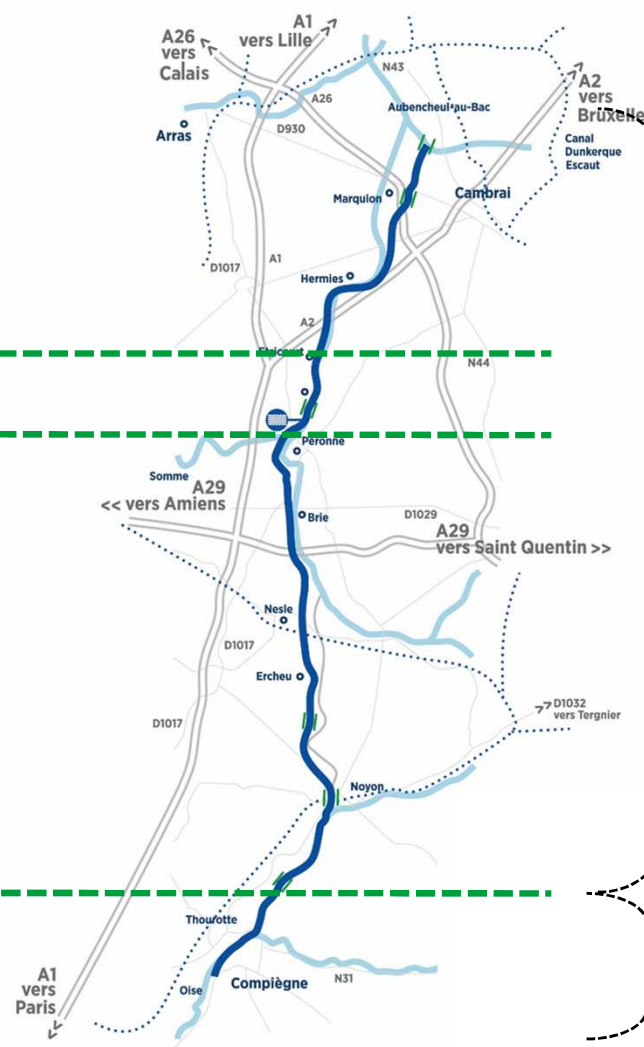 A1
vers Lille
A26
vers
Calais
N43
A26
A2
vers
Bruxelle
Aubencheul-au-Bac
D930
Arras
Canal
Dunkerque
Escaut
Marquion
Cambrai
D1017
A1
Hermies
A2
Etricourt
N44
Péronne
Somme
A29
<< vers Amiens
Brie
D1029
A29
vers Saint Quentin >>
Nesle
D1017
Ercheu
D1017
D1032
vers Tergnier
Noyon
Thourotte
A1
vers
Paris
Oise
Compiègne
N31